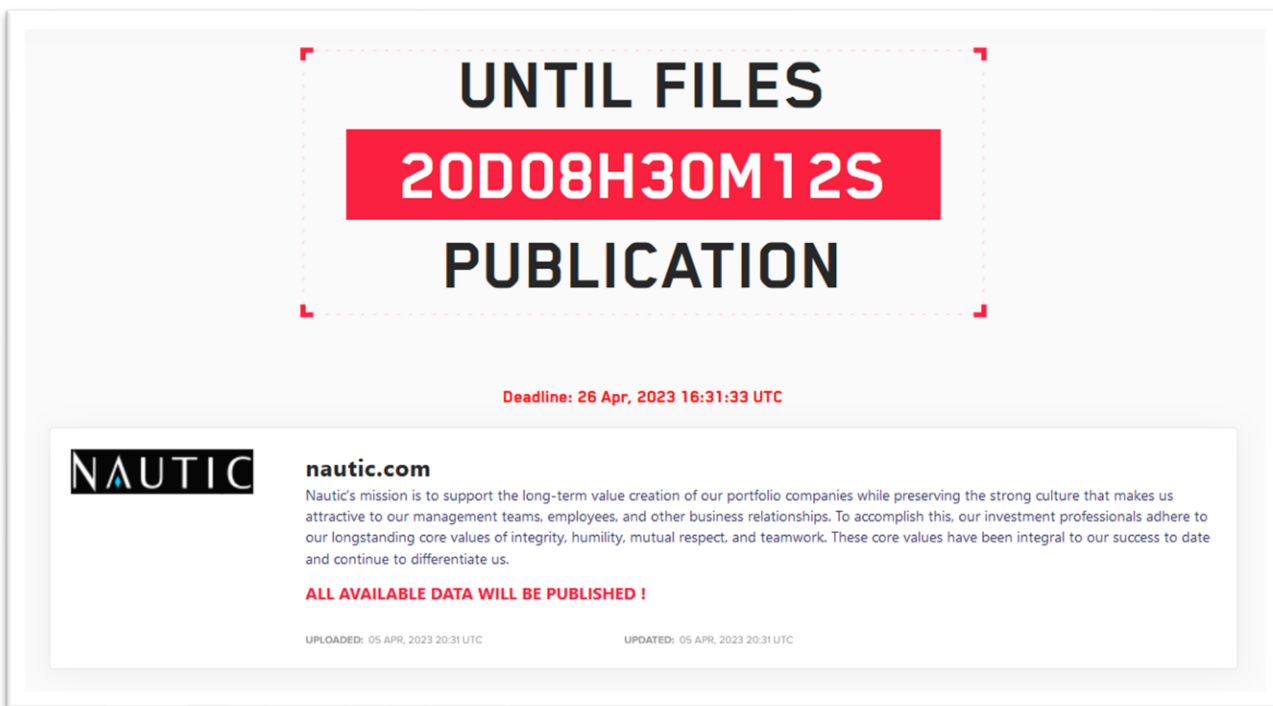 UNTIL FILES
20D08H30M12S
PUBLICATION
Deadline: 26 Apr, 2023 16:31:33 UTC
NAUTIC
nautic.com
Nautic's mission is to support the long-term value creation of our portfolio companies while preserving the strong culture that makes us
attractive to our management teams, employees, and other business relationships. To accomplish this, our investment professionals adhere to
our longstanding core values of integrity, humility, mutual respect, and teamwork. These core values have been integral to our success to date
and continue to differentiate us.
ALL AVAILABLE DATA WILL BE PUBLISHED !
UPLOADED: 05 APR, 2023 20:31 UTC UPDATED: 05 APR, 2023 20:31 UTC